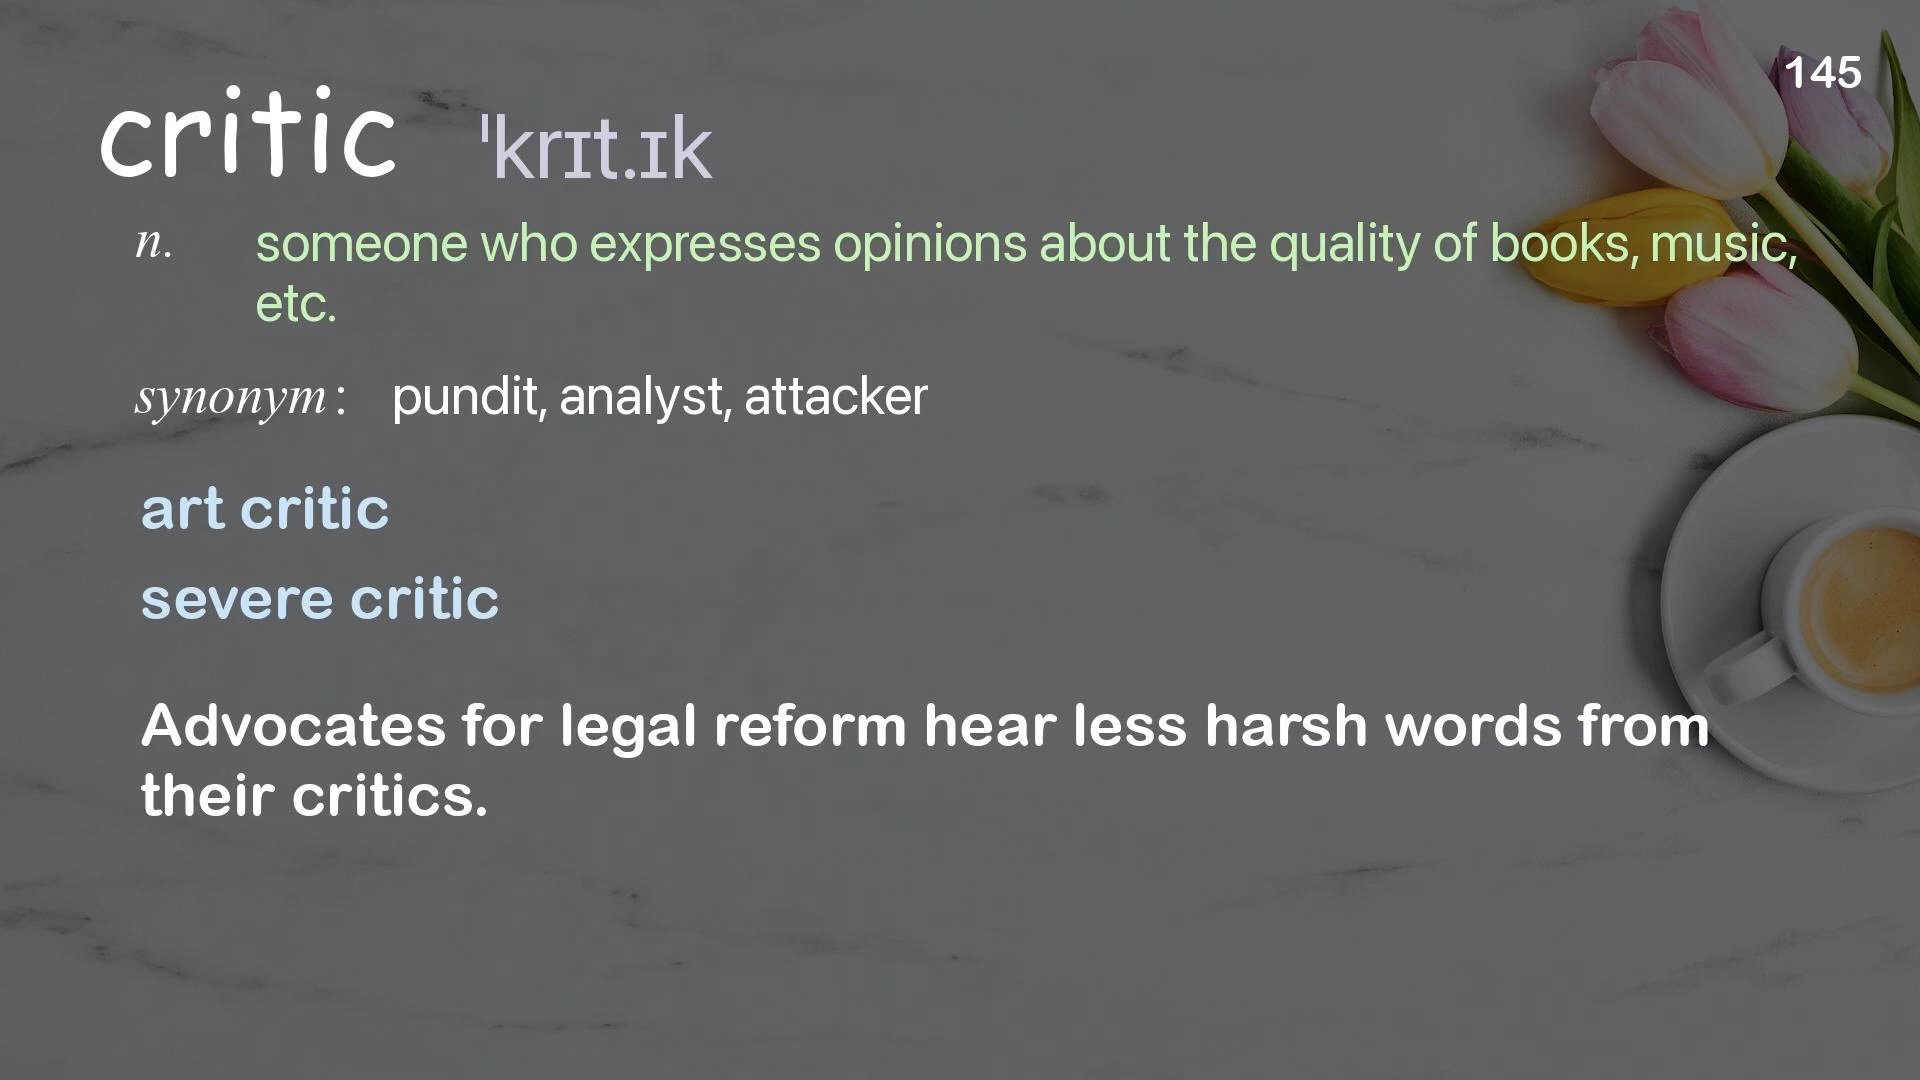 145
critic ˈkrɪt.ɪk
n. someone who expresses opinions about the quality of books, music,
etc.
synonym: pundit, analyst, attacker
art critic
severe critic
Advocates for legal reform hear less harsh words from
their critics.